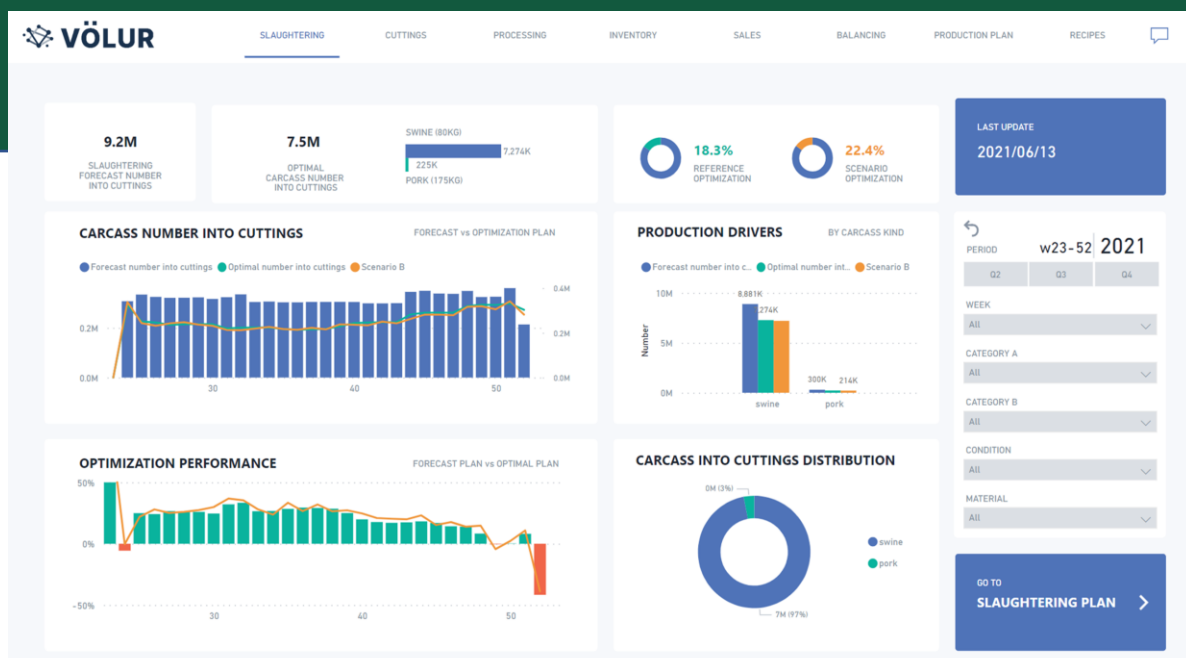 VÖLUR
SLAUGHTERING
CUTTINGS
PROCESSING
INVENTORY
SALES
BALANCING
PRODUCTION PLAN
RECIPES
9.2M
SLAUGHTERING
FORECAST NUMBER
INTO CUTTINGS
7.5M
OPTIMAL
CARCASS NUMBER
INTO CUTTINGS
SWINE (80KG)
7,274K
225K
PORK (175KG)
18.3%
REFERENCE
OPTIMIZATION
22.4%
SCENARIO
OPTIMIZATION
LAST UPDATE
2021/06/13
CARCASS NUMBER INTO CUTTINGS
FORECAST vs OPTIMIZATION PLAN
Forecast number into cuttings
Optimal number into cuttings
Scenario B
0.4M
0.2M
0.2M
0.0M
0.0M
30
40
50
PRODUCTION DRIVERS
BY CARCASS KIND
Forecast number into c...
Optimal number int...
Scenario B
10M
8,881K
,274K
5M
Number
300K
214K
0M
swine
pork
PERIOD
w23-52
2021
Q2
Q3
Q4
WEEK
All
CATEGORY A
All
CATEGORY B
All
CONDITION
All
MATERIAL
All
OPTIMIZATION PERFORMANCE
FORECAST PLAN vs OPTIMAL PLAN
50%
0%
-50%
30
40
50
CARCASS INTO CUTTINGS DISTRIBUTION
0M (3%)
swine
pork
7M (97%)
GO TO
SLAUGHTERING PLAN